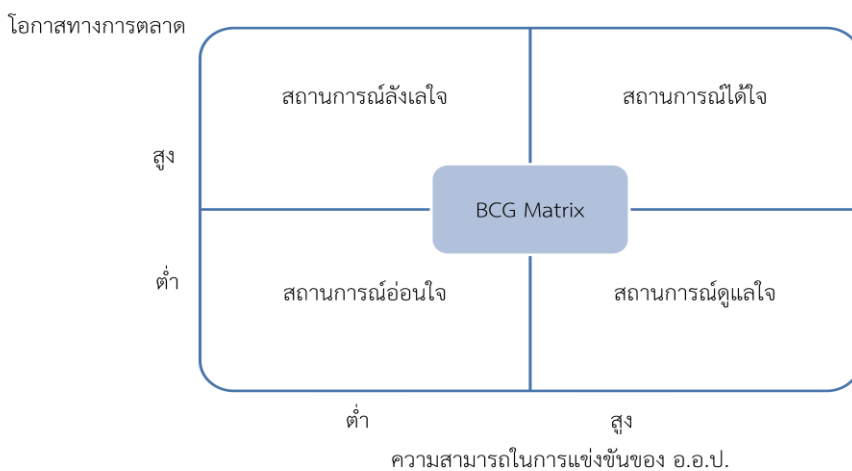 โอกาสทางการตลาด
สถานการณ์ลังเลใจ
สถานการณ์ได้ใจ
สูง
BCG Matrix
ต่ำ
สถานการณ์อ่อนใจ
สถานการณ์ดูแลใจ
ต่ำ
สูง
ความสามารถในการแข่งขันของ อ.อ.ป.